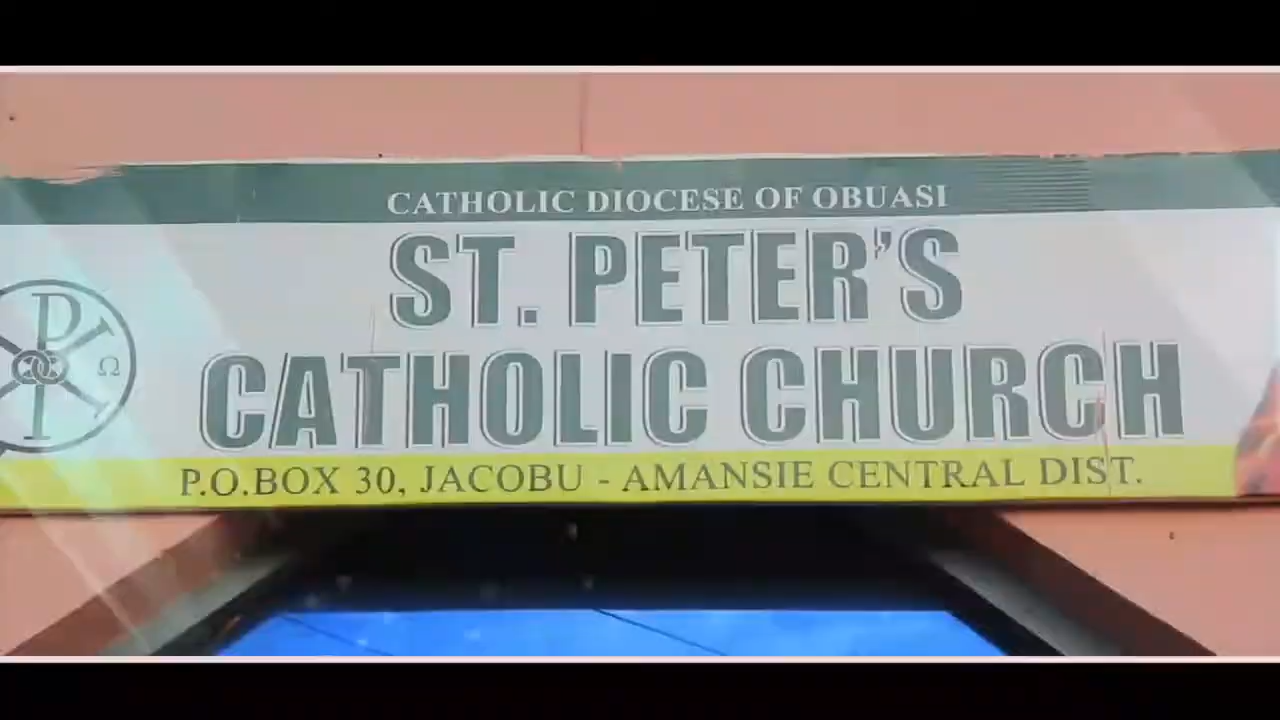 CATHOLIC DIOCESE OF OBUASI
ST. PETER'S
CATHOLIC CHURCH
P.O.BOX 30, JACOBU - AMANSIE CENTRAL DIST.
Ω